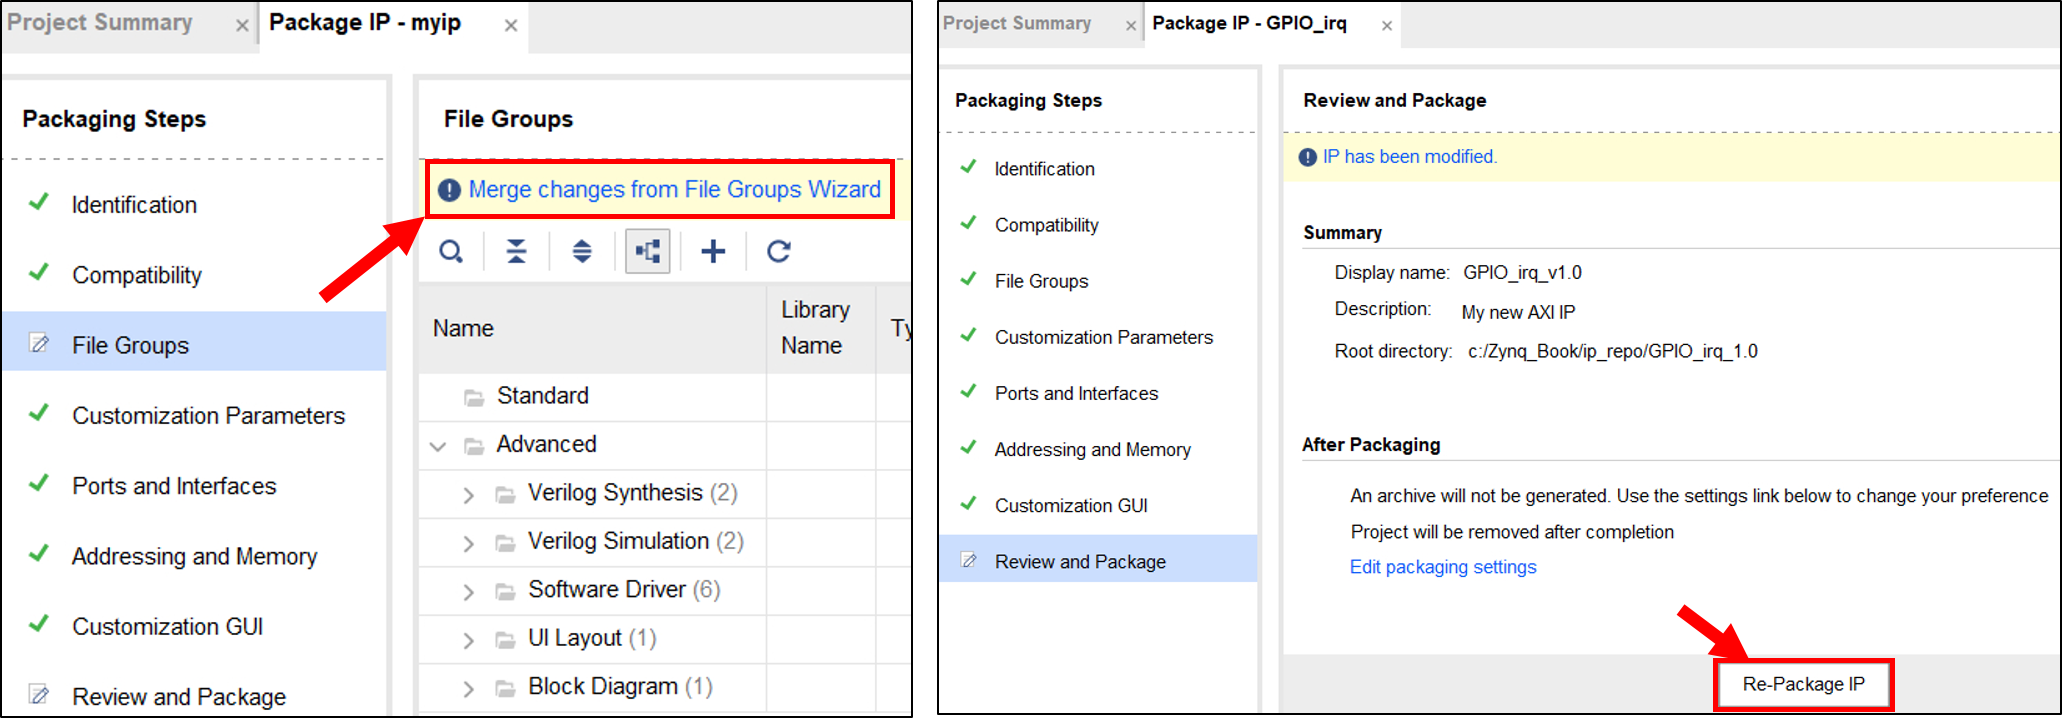 Project Summary
Package IP - myip
Packaging Steps
Identification
Compatibility
File Groups
Customization Parameters
Ports and Interfaces
Addressing and Memory
Customization GUI
Review and Package
File Groups
Merge changes from File Groups Wizard
Name
Library
Name
Ty
Standard
Advanced
Verilog Synthesis (2)
Verilog Simulation (2)
Software Driver (6)
UI Layout (1)
Block Diagram (1)
Project Summary
Package IP - GPIO_irq
Packaging Steps
Identification
Compatibility
File Groups
Customization Parameters
Ports and Interfaces
Addressing and Memory
Customization GUI
Review and Package
Review and Package
IP has been modified.
Summary
Display name: GPIO_irq_v1.0
Description: My new AXI IP
Root directory: c:/Zynq_Book/ip_repo/GPIO_irq_1.0
After Packaging
An archive will not be generated. Use the settings link below to change your preference
Project will be removed after completion
Edit packaging settings
Re-Package IP